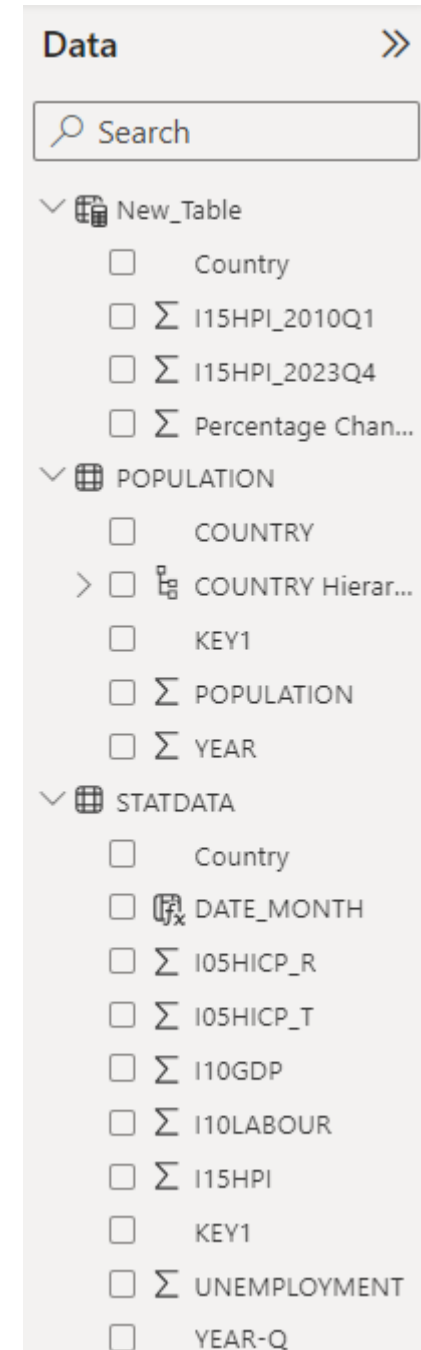 Data
Search
New_Table
Country
I15HPI_2010Q1
I15HPI_2023Q4
Percentage Chan...
POPULATION
COUNTRY
COUNTRY Hierar...
KEY1
POPULATION
YEAR
STATDATA
Country
DATE_MONTH
I05HICP_R
I05HICP_T
I10GDP
I10LABOUR
I15HPI
KEY1
UNEMPLOYMENT
YEAR-Q